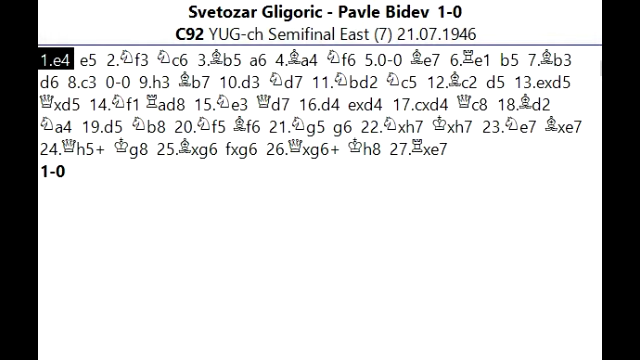 Svetozar Gligoric - Pavle Bidev 1-0
C92 YUG-ch Semifinal East (7) 21.07.1946
1.e4 e5 2.♘f3 ♘c6 3.♗b5 a6 4.♗a4 ♘f6 5.0-0 ♗e7 6.♖e1 b5 7.♗b3
d6 8.c3 0-0 9.h3 ♗b7 10.d3 ♘d7 11.♘bd2 ♘c5 12.♗c2 d5 13.exd5
♕xd5 14.♘f1 ♖ad8 15.♘e3 ♕d7 16.d4 exd4 17.cxd4 ♕c8 18.♗d2
♘a4 19.d5 ♘b8 20.♘f5 ♗f6 21.♘g5 g6 22.♘xh7 ♔xh7 23.♘e7 ♗xe7
24.♕h5+ ♔g8 25.♗xg6 fxg6 26.♕xg6+ ♔h8 27.♖xe7
1-0